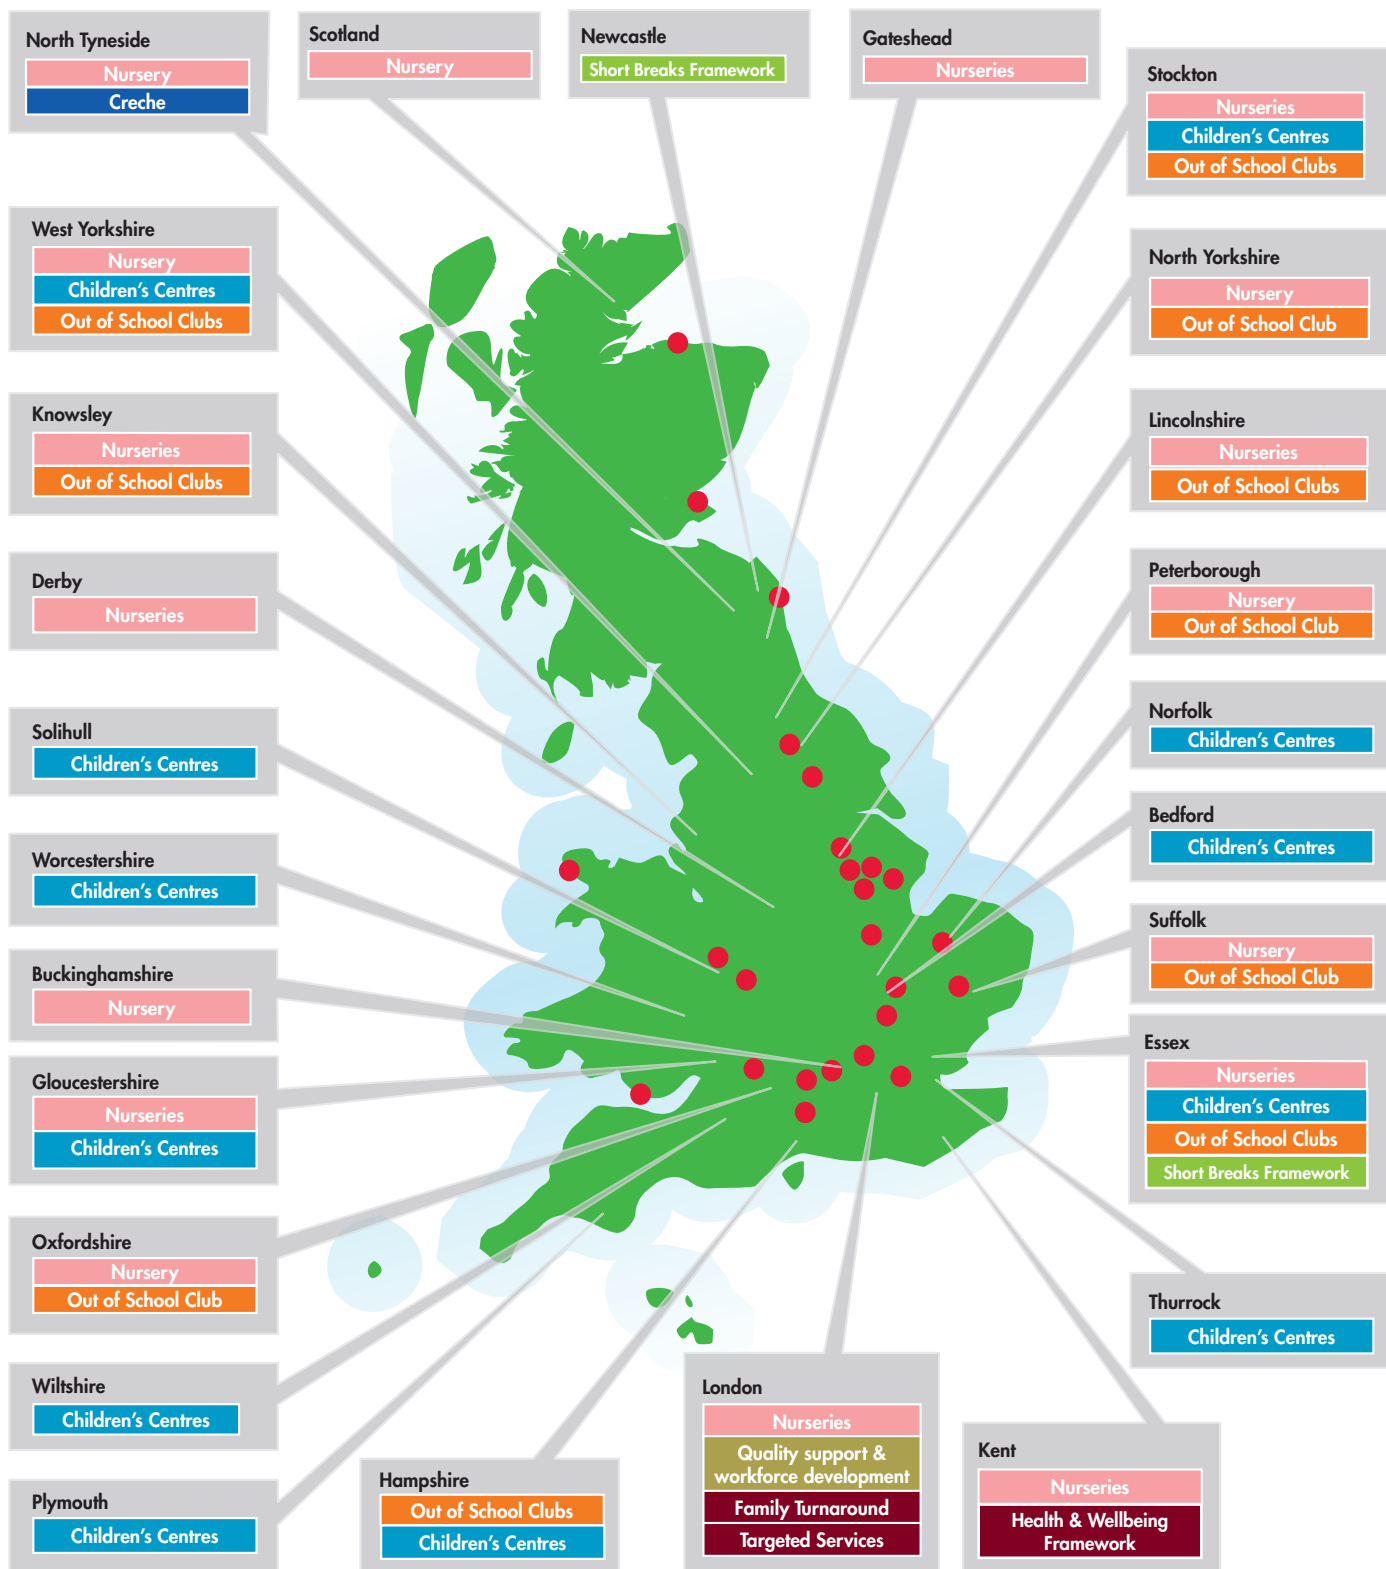 North Tyneside
Nursery
Creche
Scotland
Nursery
Newcastle
Short Breaks Framework
Gateshead
Nurseries
Stockton
Nurseries
Children's Centres
Out of School Clubs
West Yorkshire
Nursery
Children's Centres
Out of School Clubs
North Yorkshire
Nursery
Out of School Club
Knowsley
Nurseries
Out of School Clubs
Lincolnshire
Nurseries
Out of School Clubs
Derby
Nurseries
Peterborough
Nursery
Out of School Club
Solihull
Children's Centres
Norfolk
Children's Centres
Worcestershire
Children's Centres
Bedford
Children's Centres
Buckinghamshire
Nursery
Suffolk
Nursery
Out of School Club
Gloucestershire
Nurseries
Children's Centres
Essex
Nurseries
Children's Centres
Out of School Clubs
Short Breaks Framework
Oxfordshire
Nursery
Out of School Club
Thurrock
Children's Centres
Wiltshire
Children's Centres
Plymouth
Children's Centres
Hampshire
Out of School Clubs
Children's Centres
London
Nurseries
Quality support &
workforce development
Family Turnaround
Targeted Services
Kent
Nurseries
Health & Wellbeing
Framework